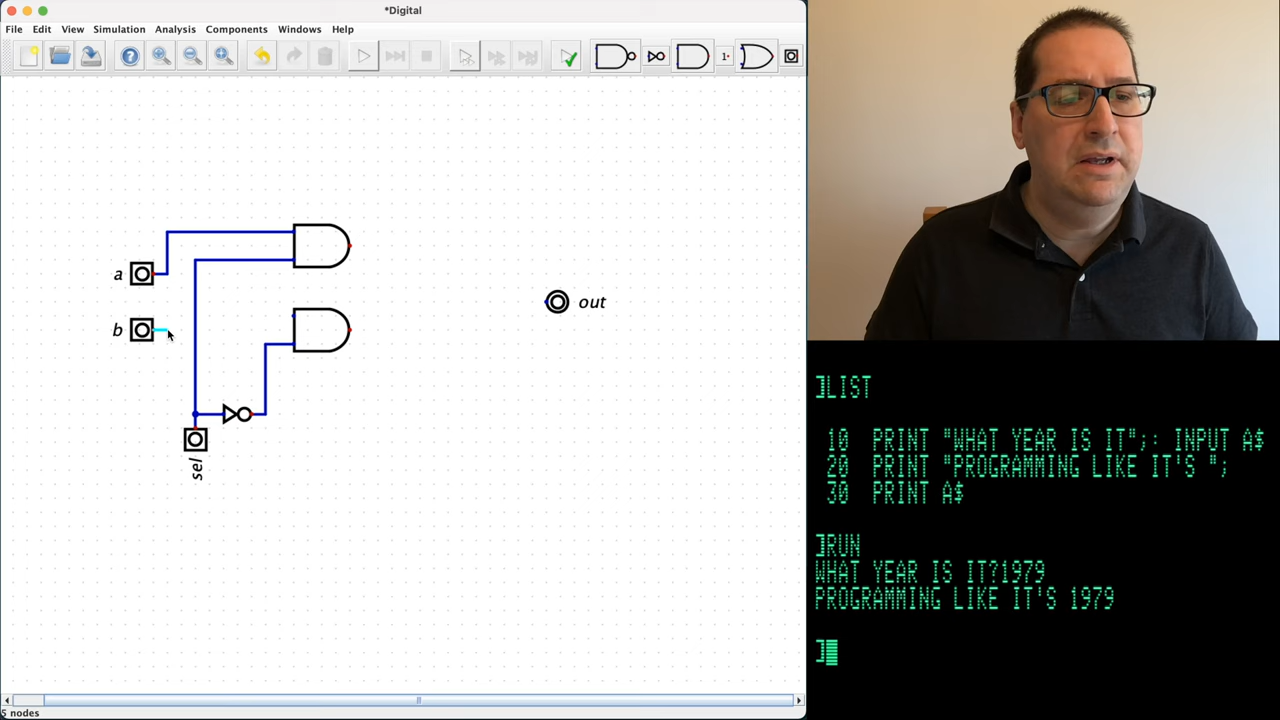 *Digital
File Edit View Simulation Analysis Components Windows Help
1
a
b
sel
out
5 nodes
]LIST
10 PRINT "WHAT YEAR IS IT";: INPUT A$
20 PRINT "PROGRAMMING LIKE IT'S ";
30 PRINT A$
]RUN
WHAT YEAR IS IT?1979
PROGRAMMING LIKE IT'S 1979
]